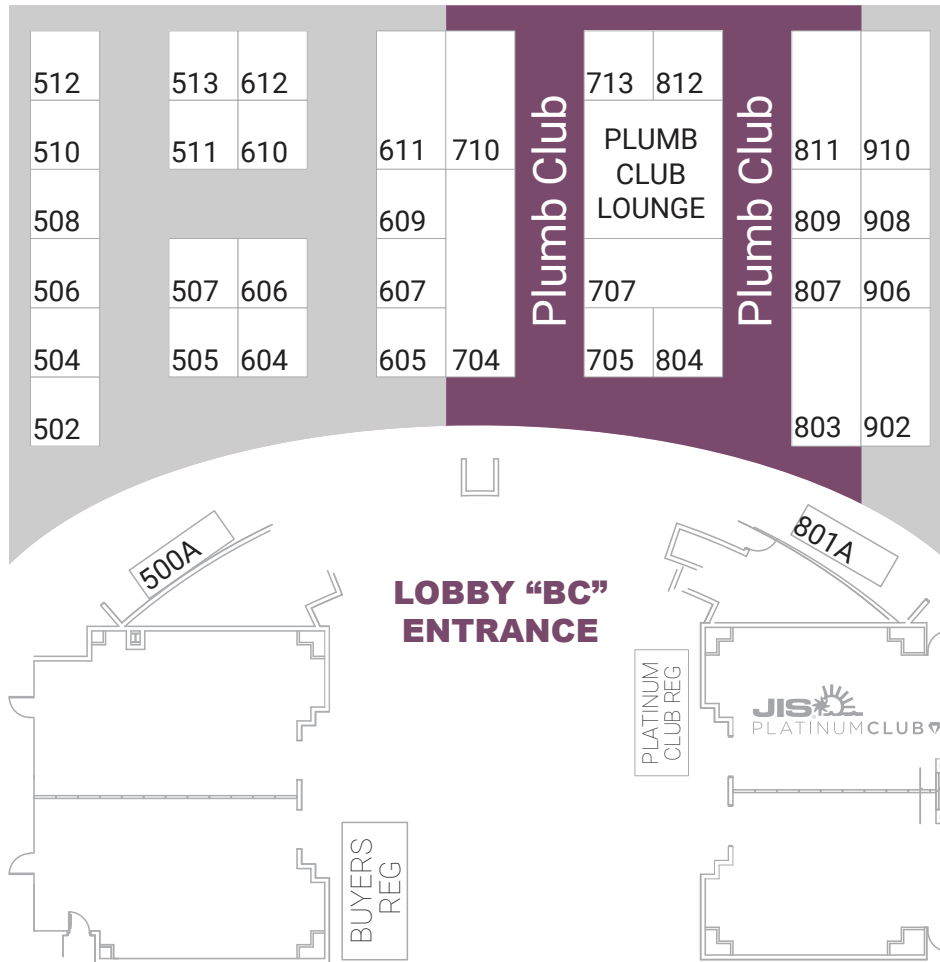 512
513
612
713
812
510
511
610
611
710
PLUMB
CLUB
LOUNGE
811
910
508
609
809
908
506
507
606
607
707
807
906
504
505
604
605
704
705
804
502
803
902
Plumb Club
Plumb Club
500A
801A
LOBBY “BC”
ENTRANCE
PLATINUM
CLUB REG
JIS
PLATINUMCLUB
BUYERS
REG